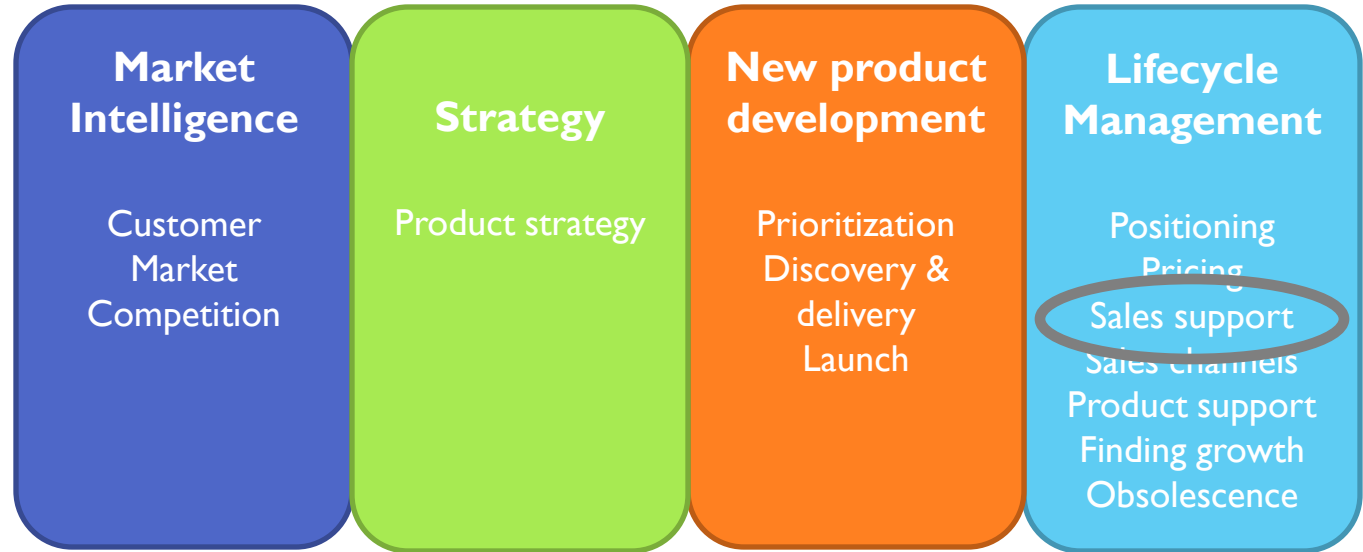 Market
Intelligence
Customer
Market
Competition
Strategy
Product strategy
New product
development
Prioritization
Discovery &
delivery
Launch
Lifecycle
Management
Positioning
Pricing
Sales support
Sales channels
Product support
Finding growth
Obsolescence